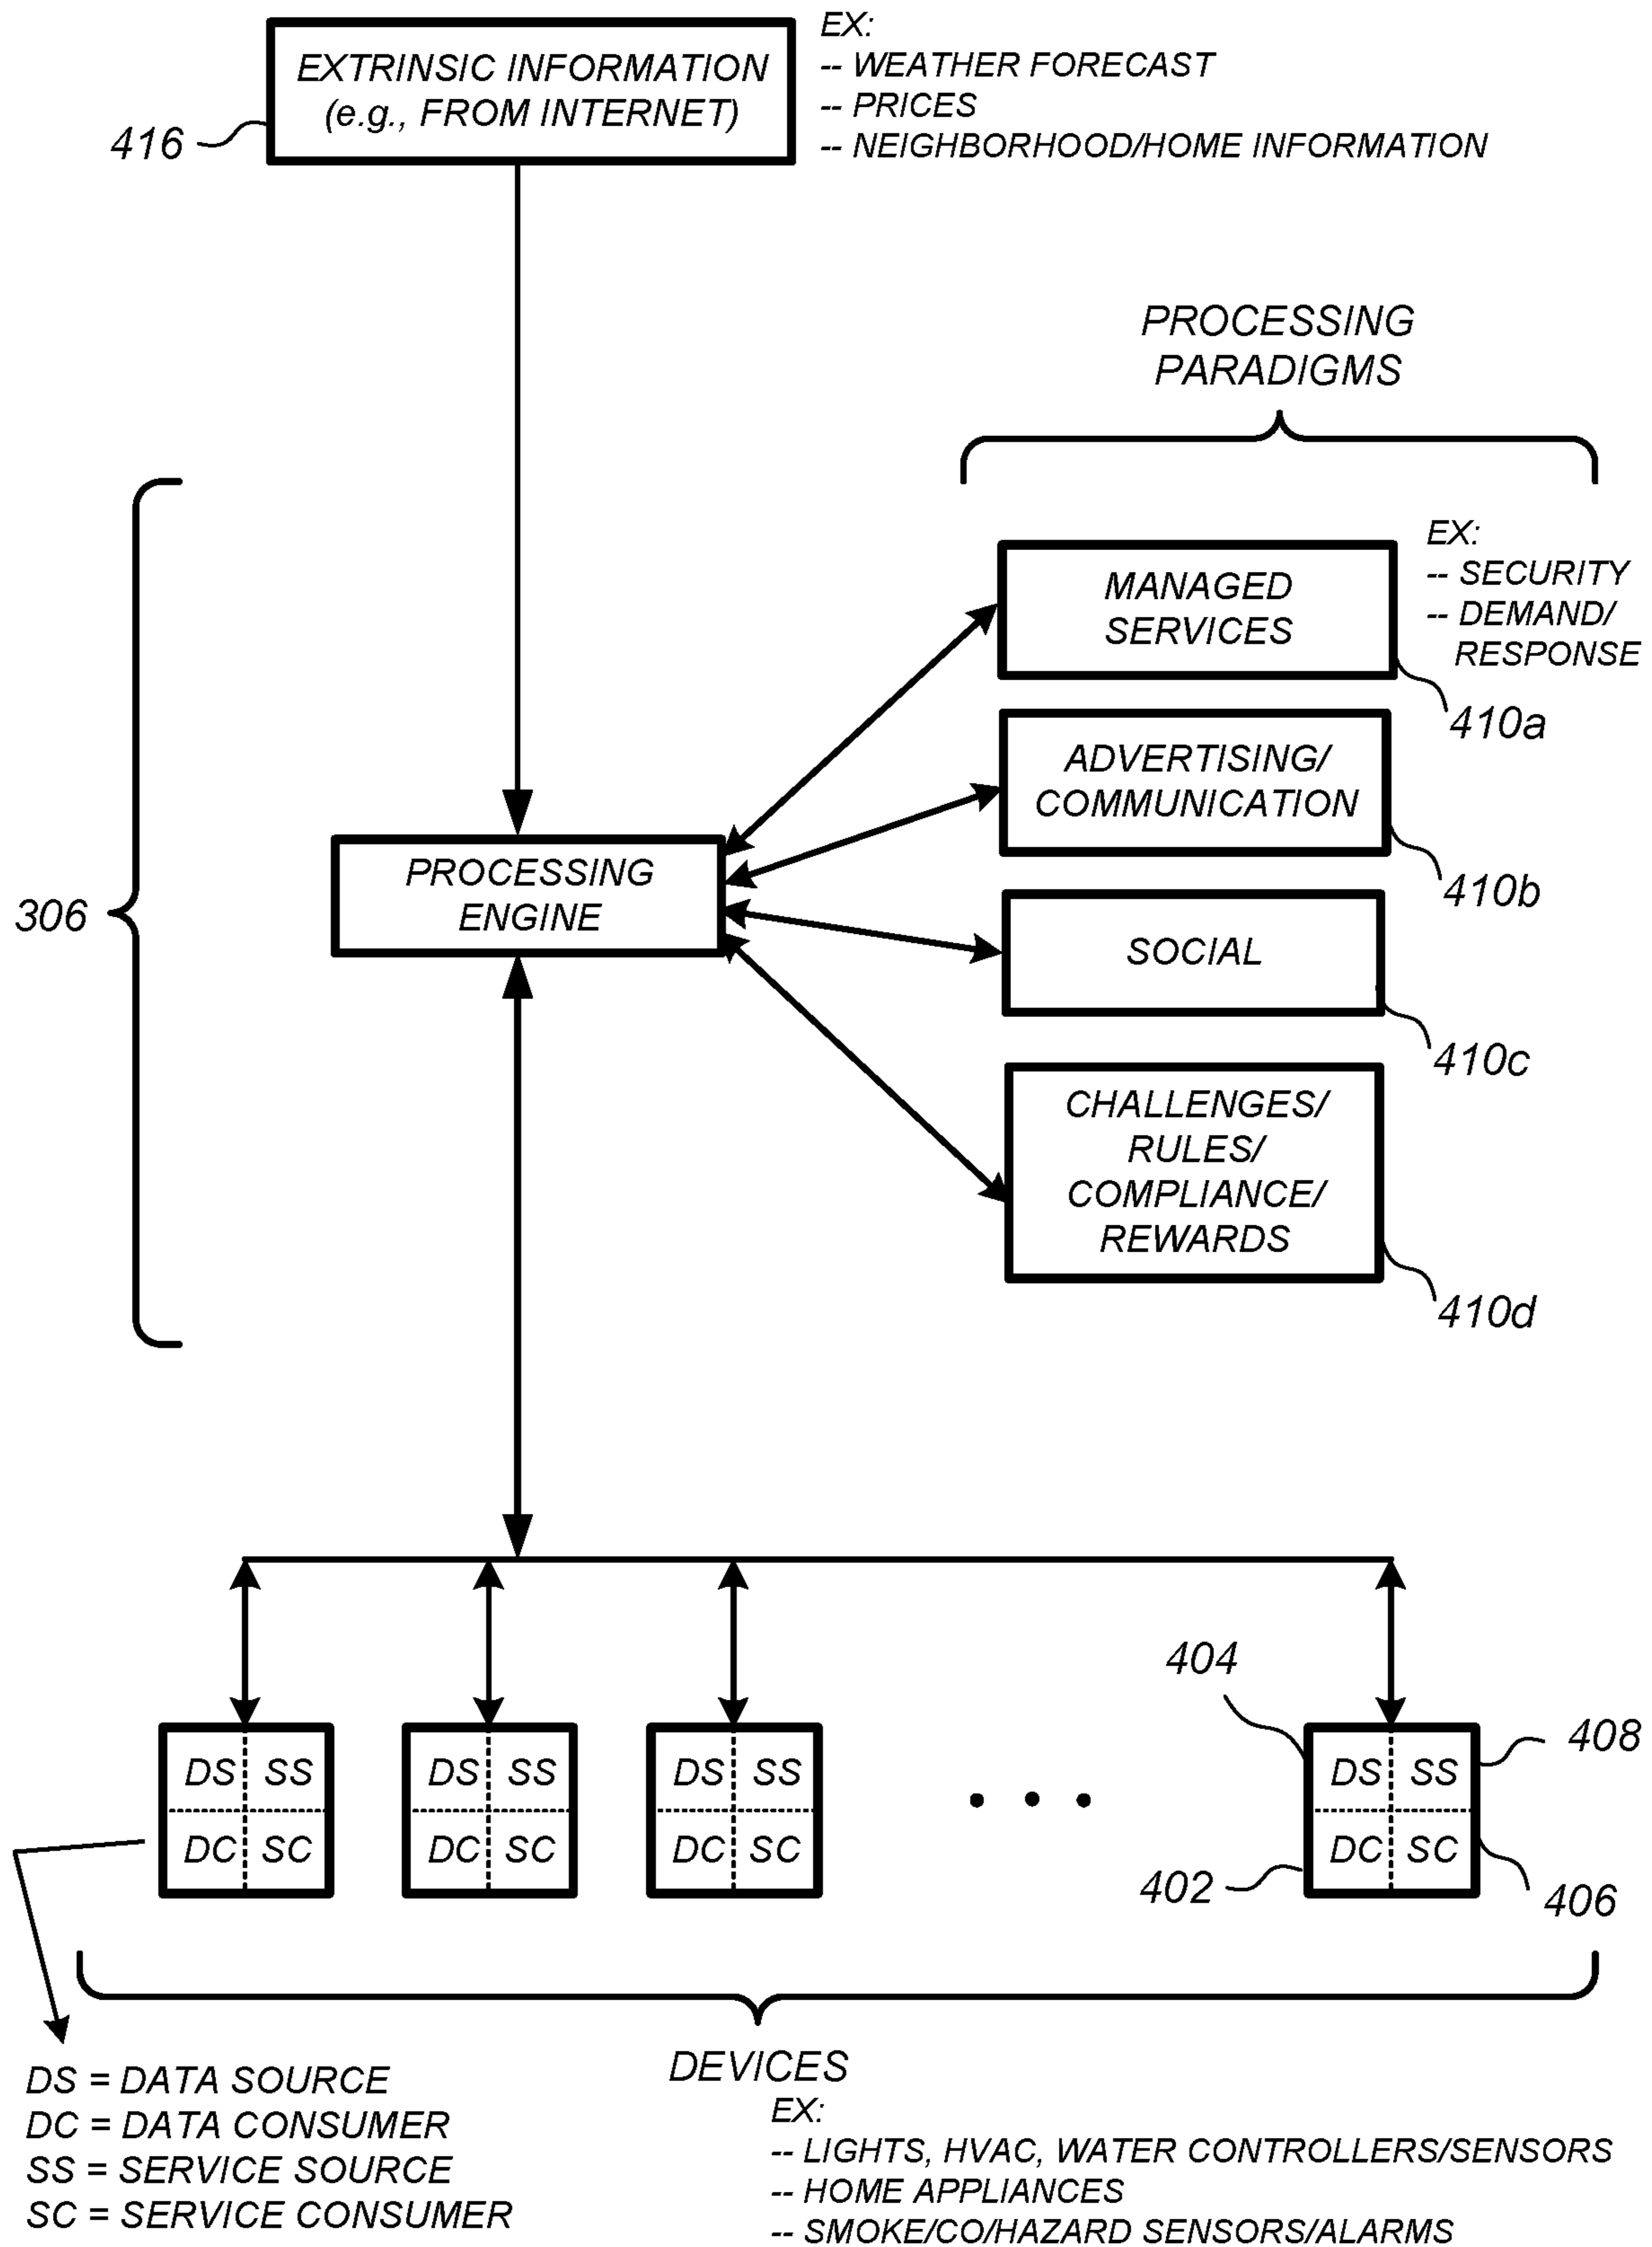 EXTRINSIC INFORMATION
(e.g., FROM INTERNET)
416
EX:
-- WEATHER FORECAST
-- PRICES
-- NEIGHBORHOOD/HOME INFORMATION
PROCESSING
PARADIGMS
306
PROCESSING
ENGINE
MANAGED
SERVICES
EX:
-- SECURITY
-- DEMAND/
RESPONSE
410a
ADVERTISING/
COMMUNICATION
410b
SOCIAL
410c
CHALLENGES/
RULES/
COMPLIANCE/
REWARDS
410d
DS SS
DC SC
DS SS
DC SC
DS SS
DC SC
• • •
404
408
DS SS
DC SC
402
406
DS = DATA SOURCE
DC = DATA CONSUMER
SS = SERVICE SOURCE
SC = SERVICE CONSUMER
DEVICES
EX:
-- LIGHTS, HVAC, WATER CONTROLLERS/SENSORS
-- HOME APPLIANCES
-- SMOKE/CO/HAZARD SENSORS/ALARMS